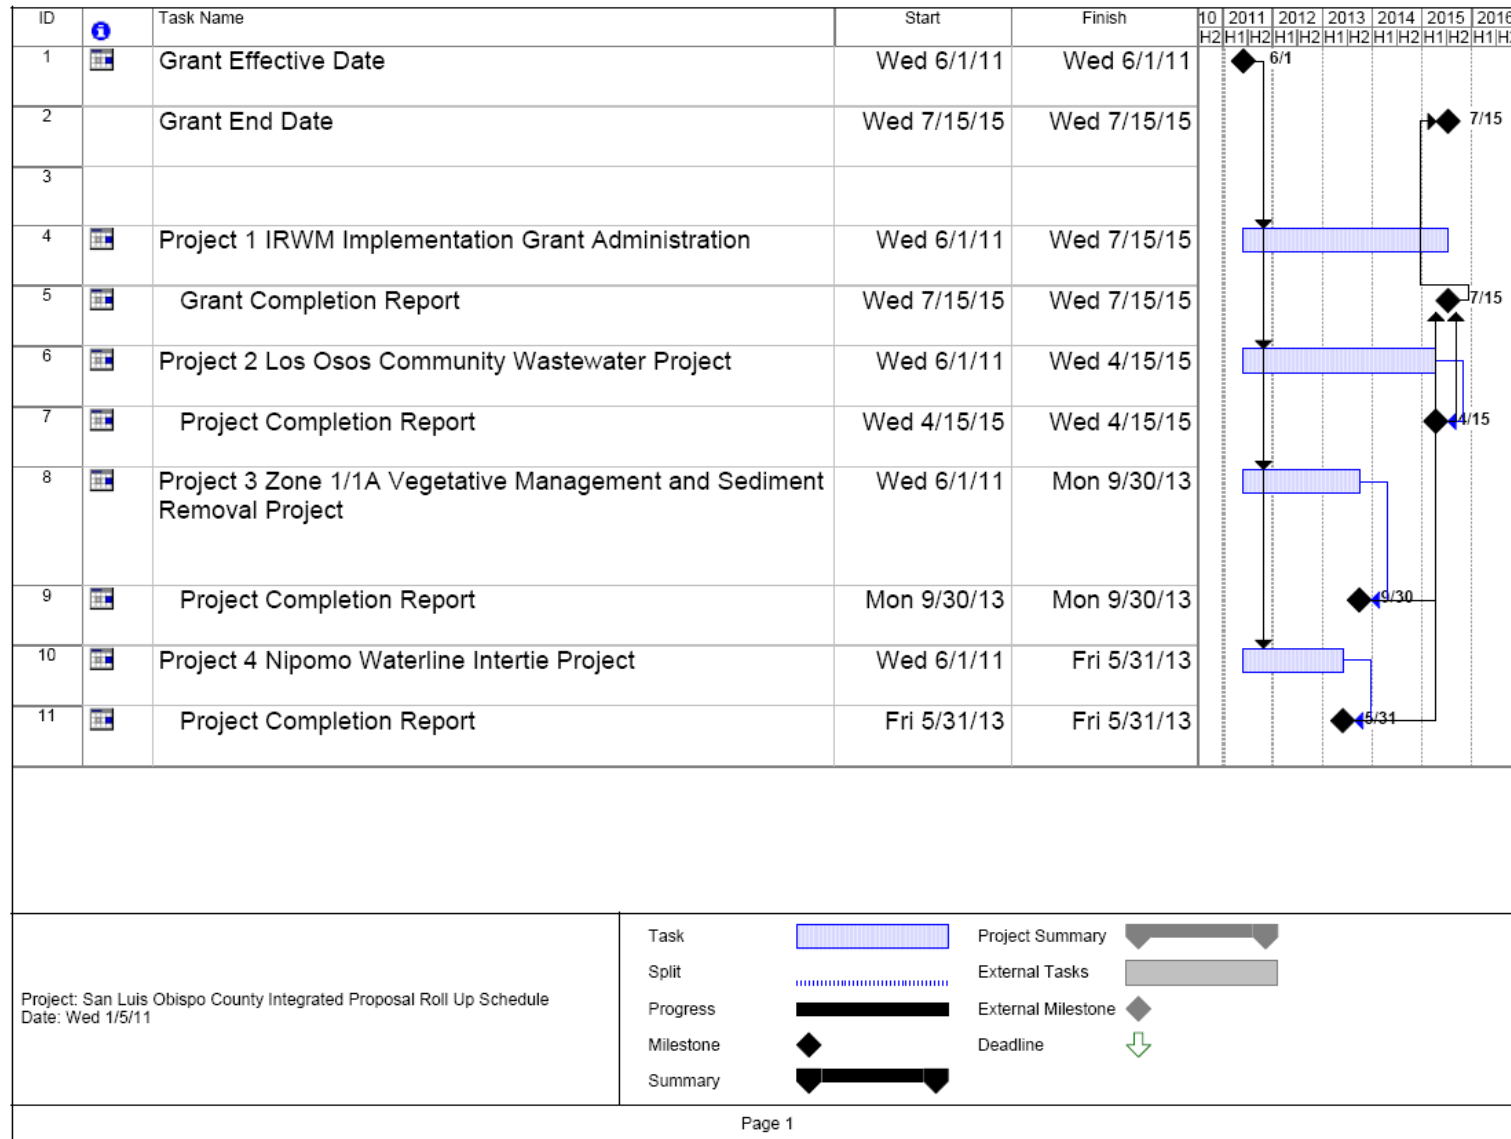 ID Task Name Start Finish 10 2011 2012 2013 2014 2015 2016
H2 H1 H2 H1 H2 H1 H2 H1 H2 H1 H2 H1 H
1 Grant Effective Date Wed 6/1/11 Wed 6/1/11 6/1
2 Grant End Date Wed 7/15/15 Wed 7/15/15 7/15
3
4 Project 1 IRWM Implementation Grant Administration Wed 6/1/11 Wed 7/15/15
5 Grant Completion Report Wed 7/15/15 Wed 7/15/15 7/15
6 Project 2 Los Osos Community Wastewater Project Wed 6/1/11 Wed 4/15/15
7 Project Completion Report Wed 4/15/15 Wed 4/15/15 4/15
8 Project 3 Zone 1/1A Vegetative Management and Sediment Wed 6/1/11 Mon 9/30/13
Removal Project
9 Project Completion Report Mon 9/30/13 Mon 9/30/13 9/30
10 Project 4 Nipomo Waterline Intertie Project Wed 6/1/11 Fri 5/31/13
11 Project Completion Report Fri 5/31/13 Fri 5/31/13 5/31
Project: San Luis Obispo County Integrated Proposal Roll Up Schedule
Date: Wed 1/5/11
Task Project Summary
Split External Tasks
Progress External Milestone
Milestone Deadline
Summary
Page 1